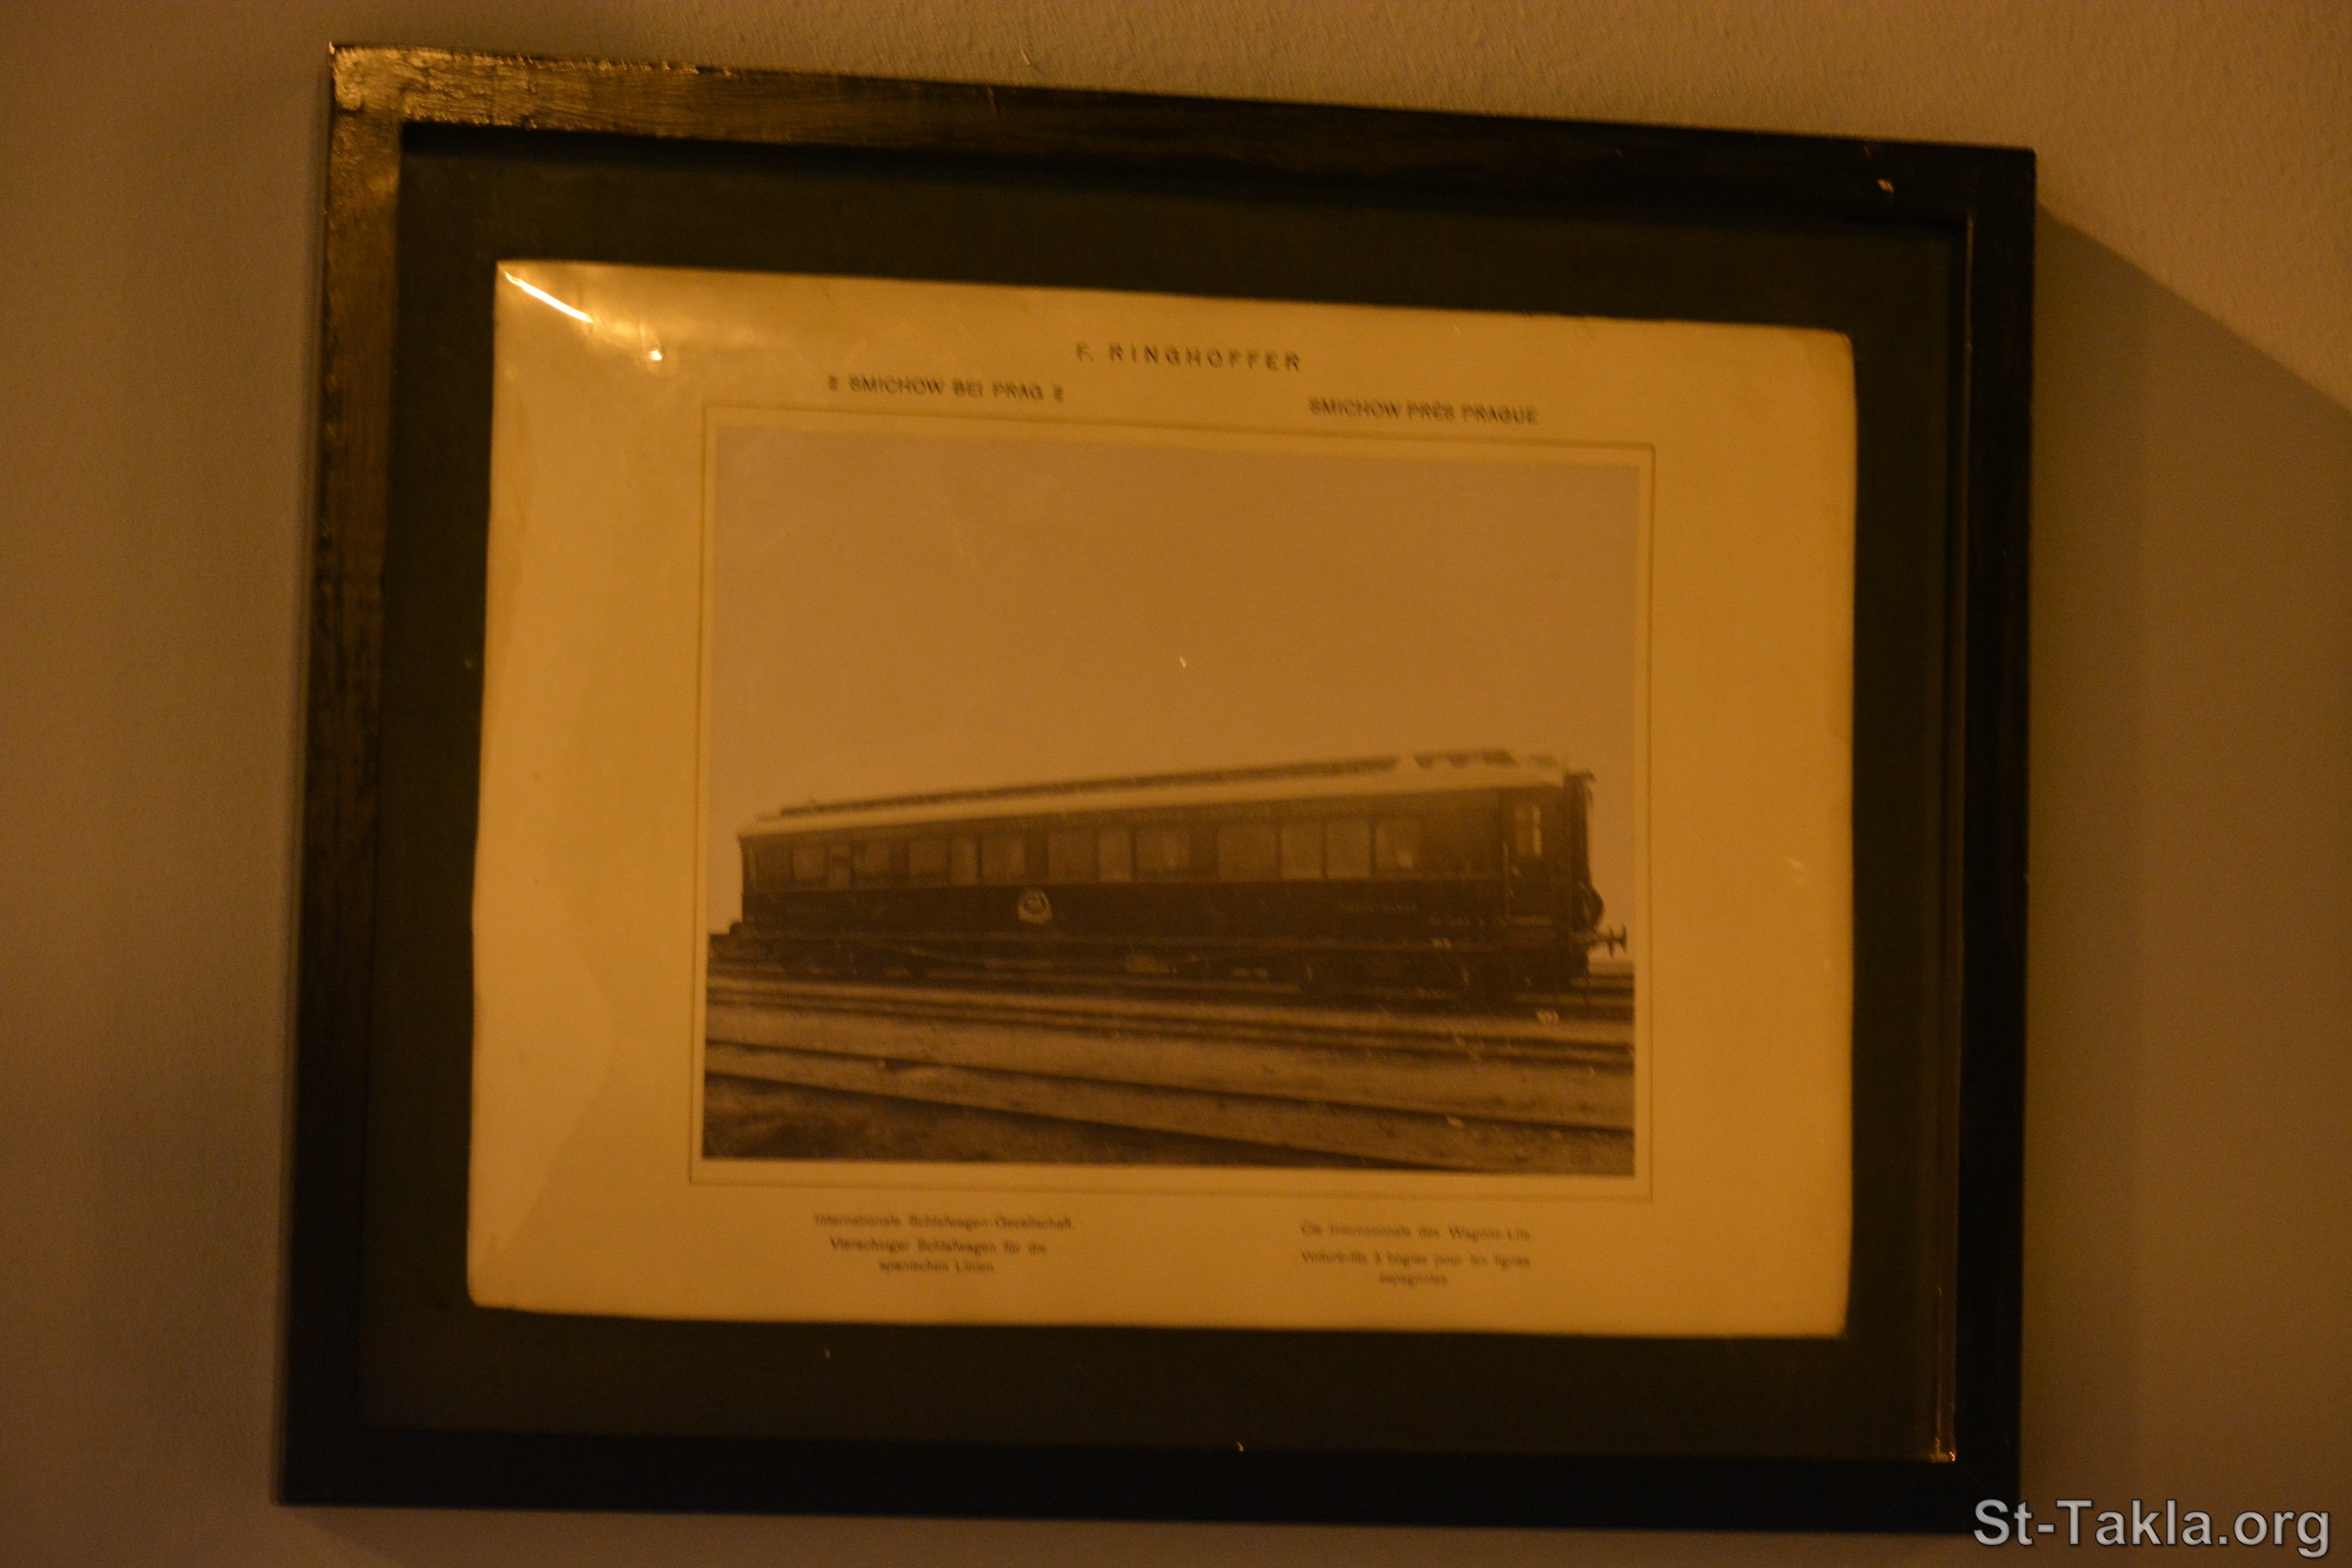 F. RINGHOFFER
SMICHOW BEI PRAG
SMICHOW PRÈS PRAGUE
Internationale Schlafwagen-Gesellschaft.
Vierachsiger Schlafwagen für die
spanischen Linien.
Cie Internationale des Wagons-Lits
Voiture-lits à bogies pour les lignes
espagnoles.
St-Takla.org